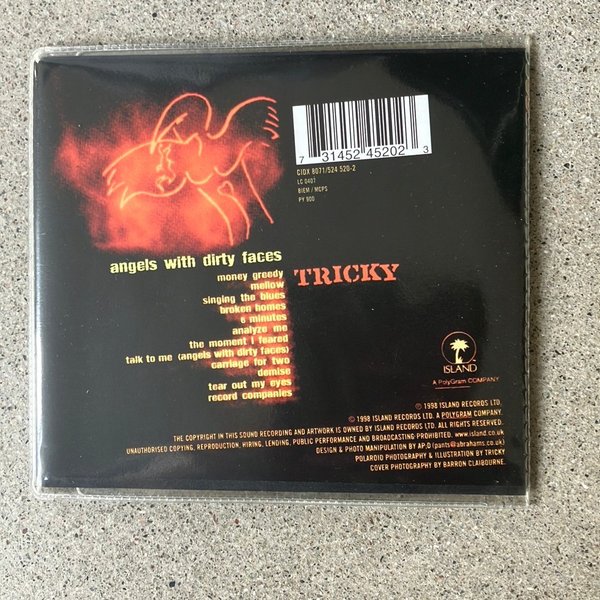 7 31452 45202 3
CIDX 8071/524 520-2
LC 0407
BIEM / MCPS
PY 900
angels with dirty faces
TRICKY
money greedy
mellow
singing the blues
broken homes
6 minutes
analyze me
the moment I feared
talk to me (angels with dirty faces)
carriage for two
demise
tear out my eyes
record companies
ISLAND
A PolyGram COMPANY
℗ 1998 ISLAND RECORDS LTD.
© 1998 ISLAND RECORDS LTD. A POLYGRAM COMPANY.
THE COPYRIGHT IN THIS SOUND RECORDING AND ARTWORK IS OWNED BY ISLAND RECORDS LTD. ALL RIGHTS RESERVED.
UNAUTHORISED COPYING, REPRODUCTION, HIRING, LENDING, PUBLIC PERFORMANCE AND BROADCASTING PROHIBITED. www.island.co.uk
DESIGN & PHOTO MANIPULATION BY AP:D (pants@abrahams.co.uk)
POLAROID PHOTOGRAPHY & ILLUSTRATION BY TRICKY
COVER PHOTOGRAPHY BY BARRON CLAIBOURNE.